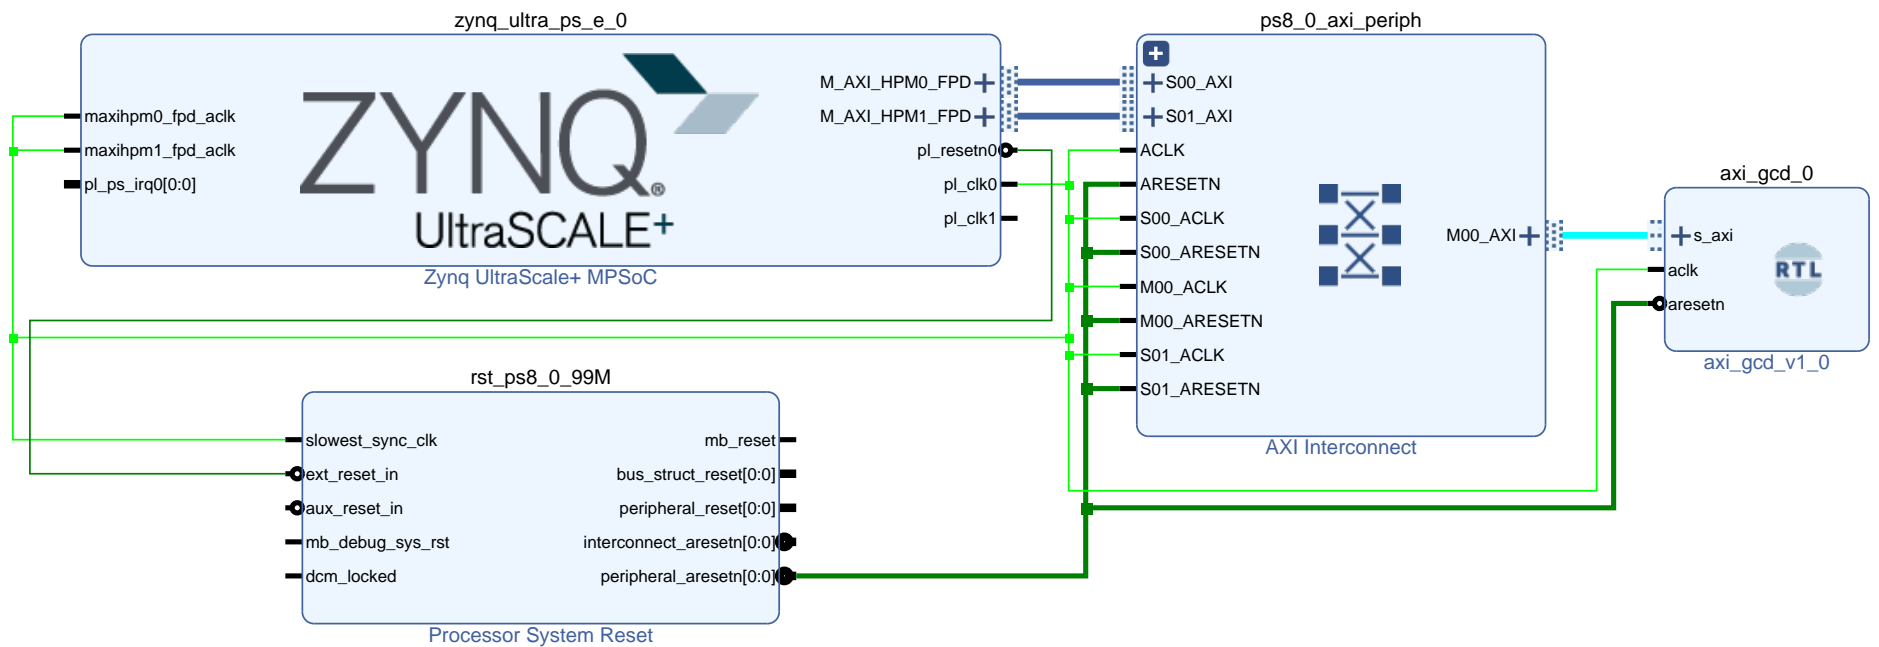 zynq_ultra_ps_e_0
maxihpm0_fpd_aclk
maxihpm1_fpd_aclk
pl_ps_irq0[0:0]
ZYNQ®
UltraSCALE+
M_AXI_HPM0_FPD
M_AXI_HPM1_FPD
pl_resetn0
pl_clk0
pl_clk1
Zynq UltraScale+ MPSoC
ps8_0_axi_periph
S00_AXI
S01_AXI
ACLK
ARESETN
S00_ACLK
S00_ARESETN
M00_ACLK
M00_ARESETN
S01_ACLK
S01_ARESETN
M00_AXI
AXI Interconnect
axi_gcd_0
s_axi
aclk
aresetn
RTL
axi_gcd_v1_0
rst_ps8_0_99M
slowest_sync_clk
ext_reset_in
aux_reset_in
mb_debug_sys_rst
dcm_locked
mb_reset
bus_struct_reset[0:0]
peripheral_reset[0:0]
interconnect_aresetn[0:0]
peripheral_aresetn[0:0]
Processor System Reset